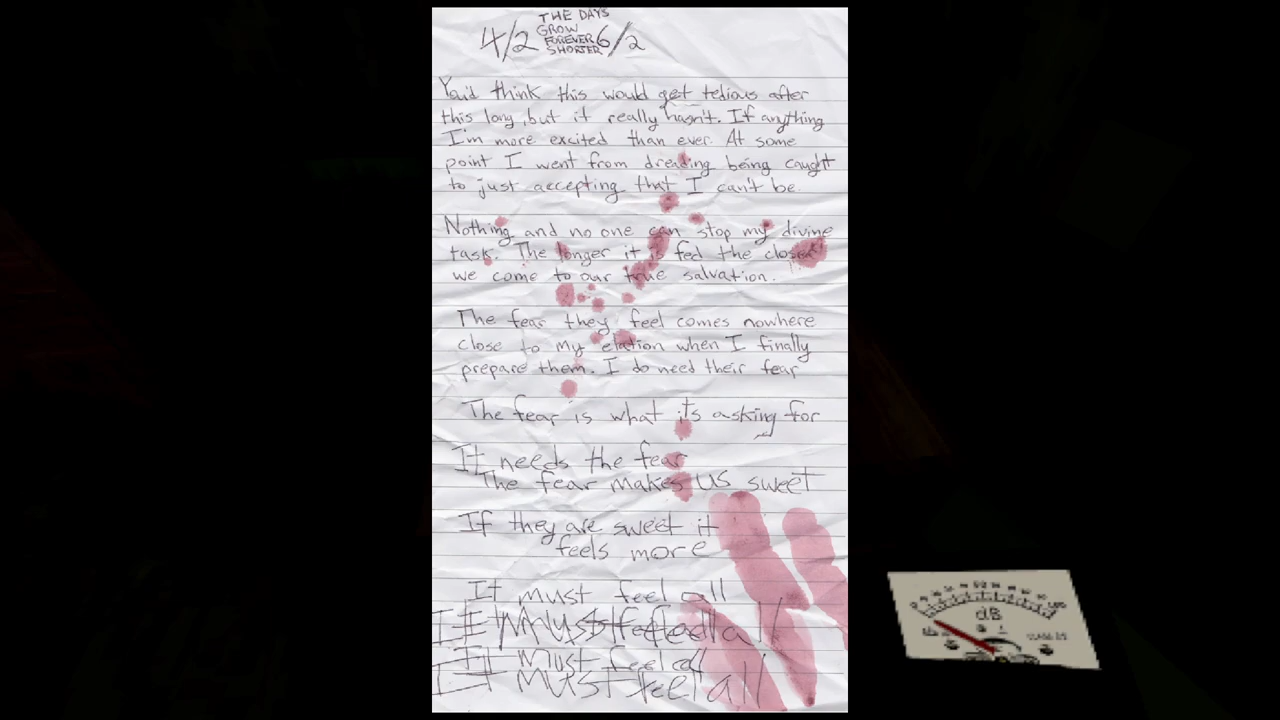 THE DAYS
GROW
4/2 FOREVER 6/2
SHORTER
You'd think this would get tedious after
this long, but it really hasn't. If anything
I'm more excited than ever. At some
point I went from dreading being caught
to just accepting that I can't be.
Nothing and no one can stop my divine
task. The longer it is fed the closer
we come to our true salvation.
The fear they feel comes nowhere
close to my elation when I finally
prepare them. I do need their fear
The fear is what its asking for
It needs the fear
The fear makes us sweet
If they are sweet it
feels more
It must feel all
It must feel all
It must feel all
It must feel all
dB